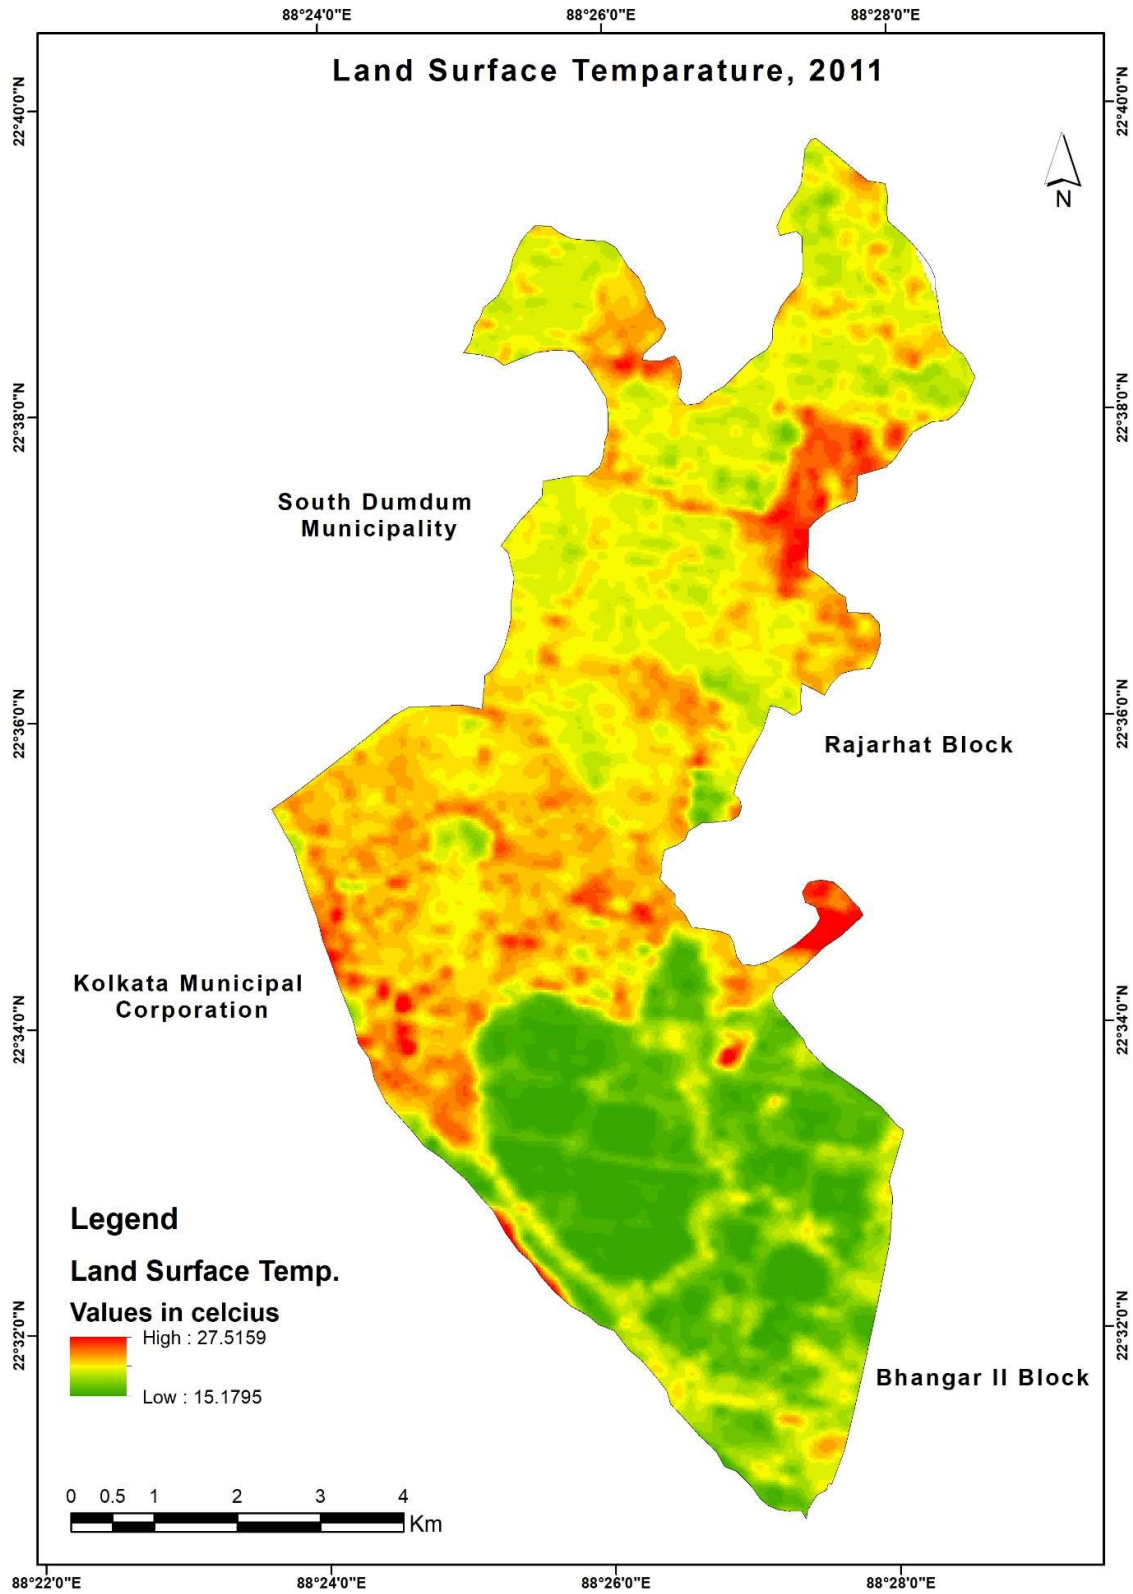 88°24'0"E 88°26'0"E 88°28'0"E
Land Surface Temparature, 2011
22°40'0"N
22°40'0"N
N
22°38'0"N
22°38'0"N
South Dumdum
Municipality
22°36'0"N
22°36'0"N
Rajarhat Block
Kolkata Municipal
Corporation
22°34'0"N
22°34'0"N
Legend
Land Surface Temp.
Values in celcius
High : 27.5159
Low : 15.1795
22°32'0"N
22°32'0"N
Bhangar II Block
0 0.5 1 2 3 4
Km
88°22'0"E 88°24'0"E 88°26'0"E 88°28'0"E